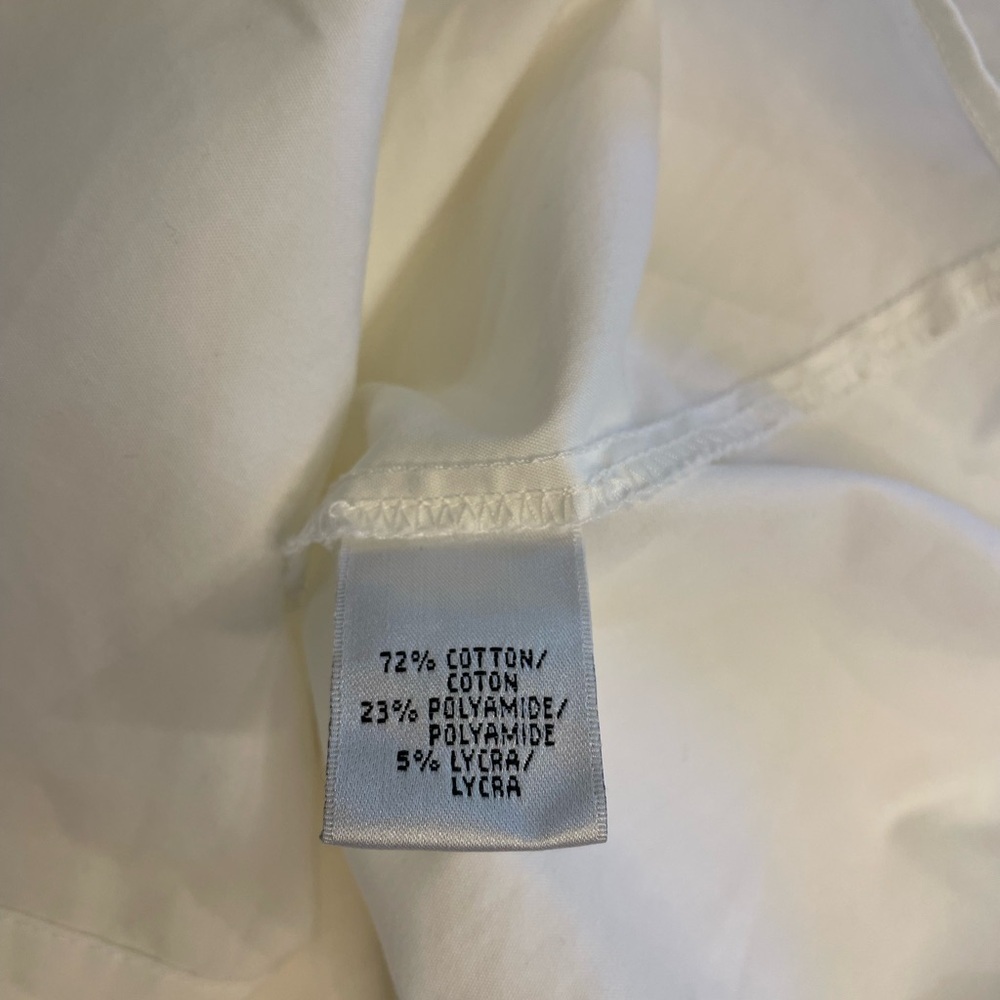 72% COTTON/
COTON
23% POLYAMIDE/
POLYAMIDE
5% LYCRA/
LYCRA